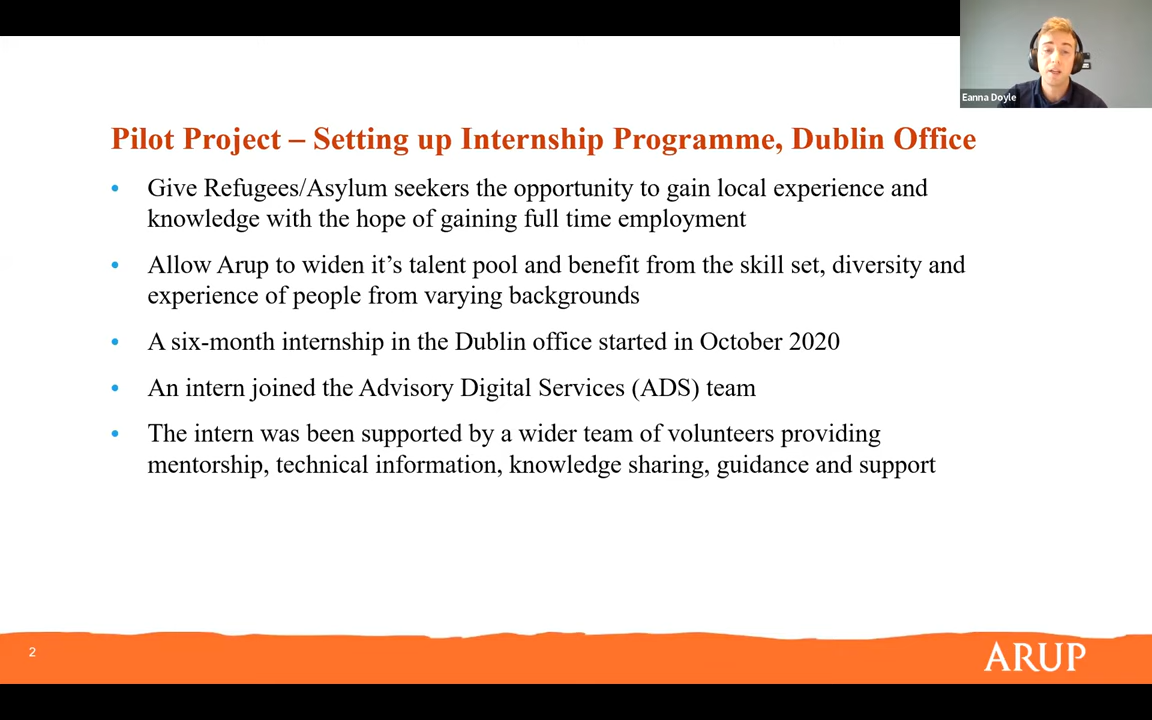 Eanna Doyle
Pilot Project – Setting up Internship Programme, Dublin Office
• Give Refugees/Asylum seekers the opportunity to gain local experience and
knowledge with the hope of gaining full time employment
• Allow Arup to widen it’s talent pool and benefit from the skill set, diversity and
experience of people from varying backgrounds
• A six-month internship in the Dublin office started in October 2020
• An intern joined the Advisory Digital Services (ADS) team
• The intern was been supported by a wider team of volunteers providing
mentorship, technical information, knowledge sharing, guidance and support
2
ARUP